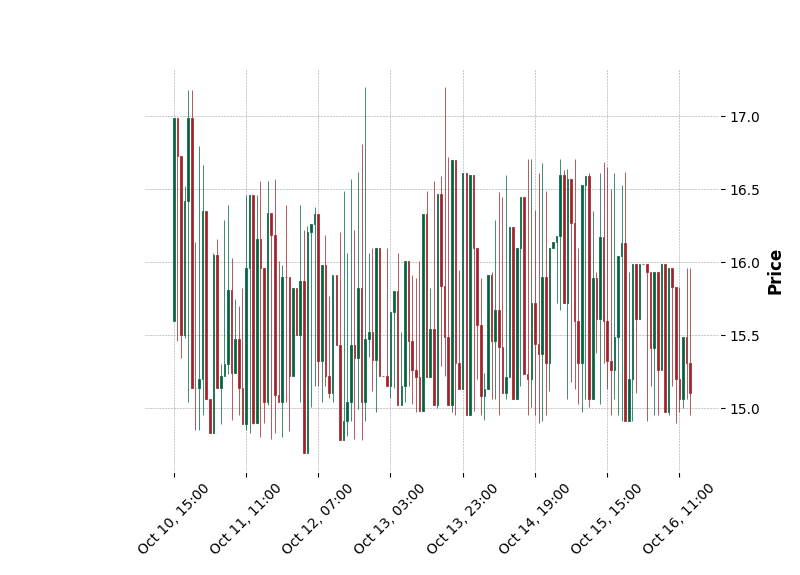 17.0
16.5
16.0
15.5
15.0
Price
Oct 10, 15:00
Oct 11, 11:00
Oct 12, 07:00
Oct 13, 03:00
Oct 13, 23:00
Oct 14, 19:00
Oct 15, 15:00
Oct 16, 11:00